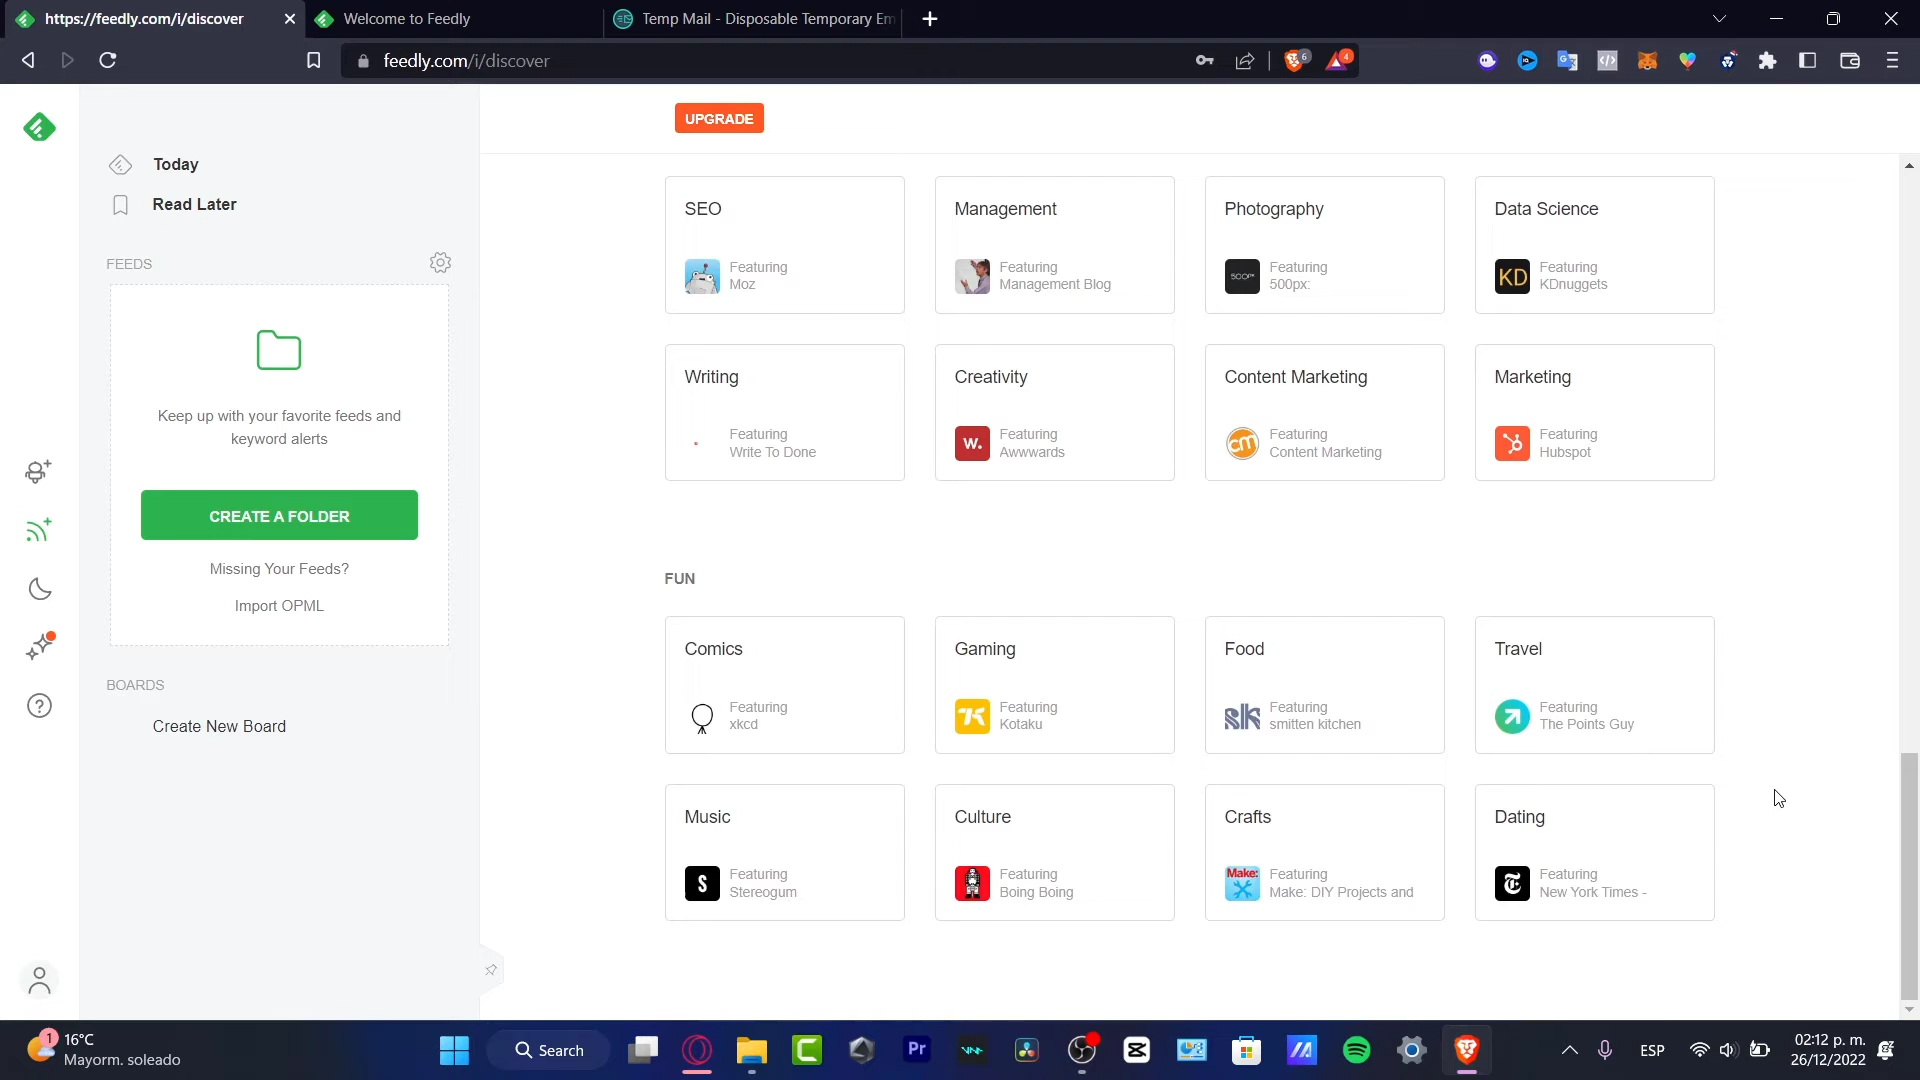 https://feedly.com/i/discover
Welcome to Feedly
Temp Mail - Disposable Temporary Em
feedly.com/i/discover
6
4
UPGRADE
Today
Read Later
FEEDS
Keep up with your favorite feeds and
keyword alerts
CREATE A FOLDER
Missing Your Feeds?
Import OPML
BOARDS
Create New Board
SEO
Featuring
Moz
Management
Featuring
Management Blog
Photography
500px
Featuring
500px:
Data Science
KD
Featuring
KDnuggets
Writing
Featuring
Write To Done
Creativity
w.
Featuring
Awwwards
Content Marketing
cm
Featuring
Content Marketing
Marketing
Featuring
Hubspot
FUN
Comics
Featuring
xkcd
Gaming
Featuring
Kotaku
Food
sk
Featuring
smitten kitchen
Travel
Featuring
The Points Guy
Music
S
Featuring
Stereogum
Culture
Featuring
Boing Boing
Crafts
Make:
Featuring
Make: DIY Projects and
Dating
Featuring
New York Times -
1
16°C
Mayorm. soleado
Search
Pr
ESP
02:12 p. m.
26/12/2022